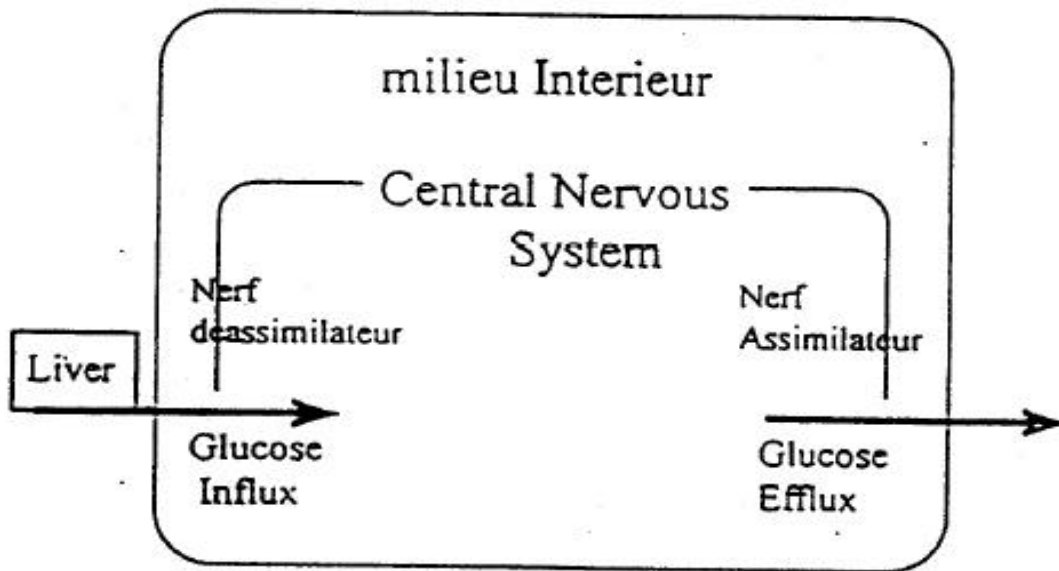 milieu Interieur
Central Nervous
System
Nerf
deassimilateur
Nerf
Assimilateur
Liver
Glucose
Influx
Glucose
Efflux